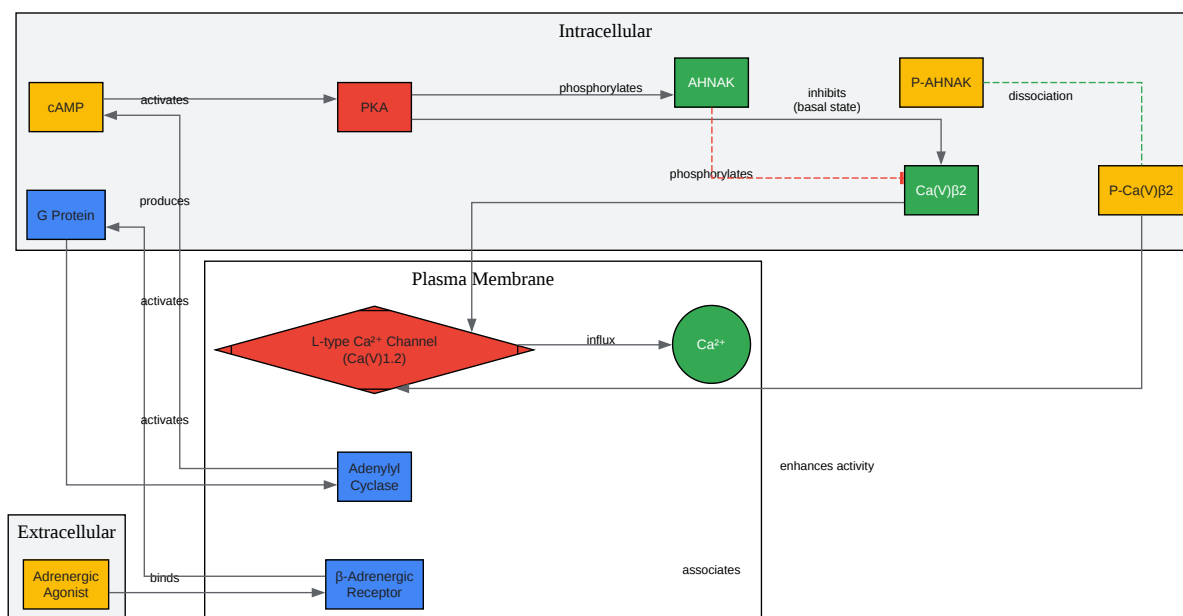 Intracellular
cAMP
activates
PKA
phosphorylates
AHNAK
inhibits
(basal state)
P-AHNAK
dissociation
phosphorylates
Ca(V)β2
P-Ca(V)β2
G Protein
produces
Plasma Membrane
activates
L-type Ca²⁺ Channel
(Ca(V)1.2)
influx
Ca²⁺
activates
Adenylyl
Cyclase
enhances activity
Extracellular
Adrenergic
Agonist
binds
β-Adrenergic
Receptor
associates